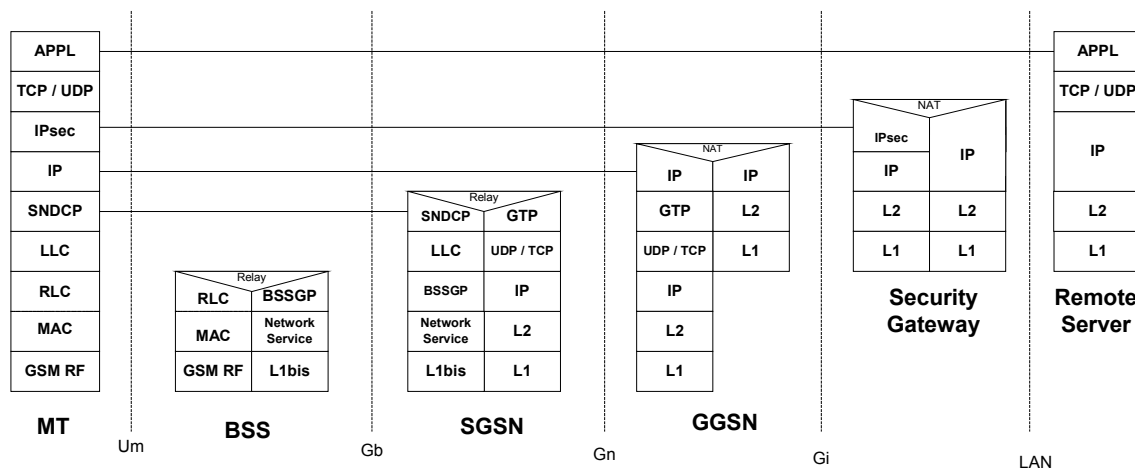 APPL
TCP / UDP
IPsec
IP
SNDCP
LLC
RLC
MAC
GSM RF
MT
Um
Relay
RLC
BSSGP
MAC
Network
Service
GSM RF
L1bis
BSS
Gb
Relay
SNDCP
GTP
LLC
UDP / TCP
BSSGP
IP
Network
Service
L2
L1bis
L1
SGSN
Gn
NAT
IP
IP
GTP
L2
UDP / TCP
L1
IP
L2
L1
GGSN
Gi
NAT
IPsec
IP
IP
L2
L2
L1
L1
Security
Gateway
LAN
APPL
TCP / UDP
IP
L2
L1
Remote
Server